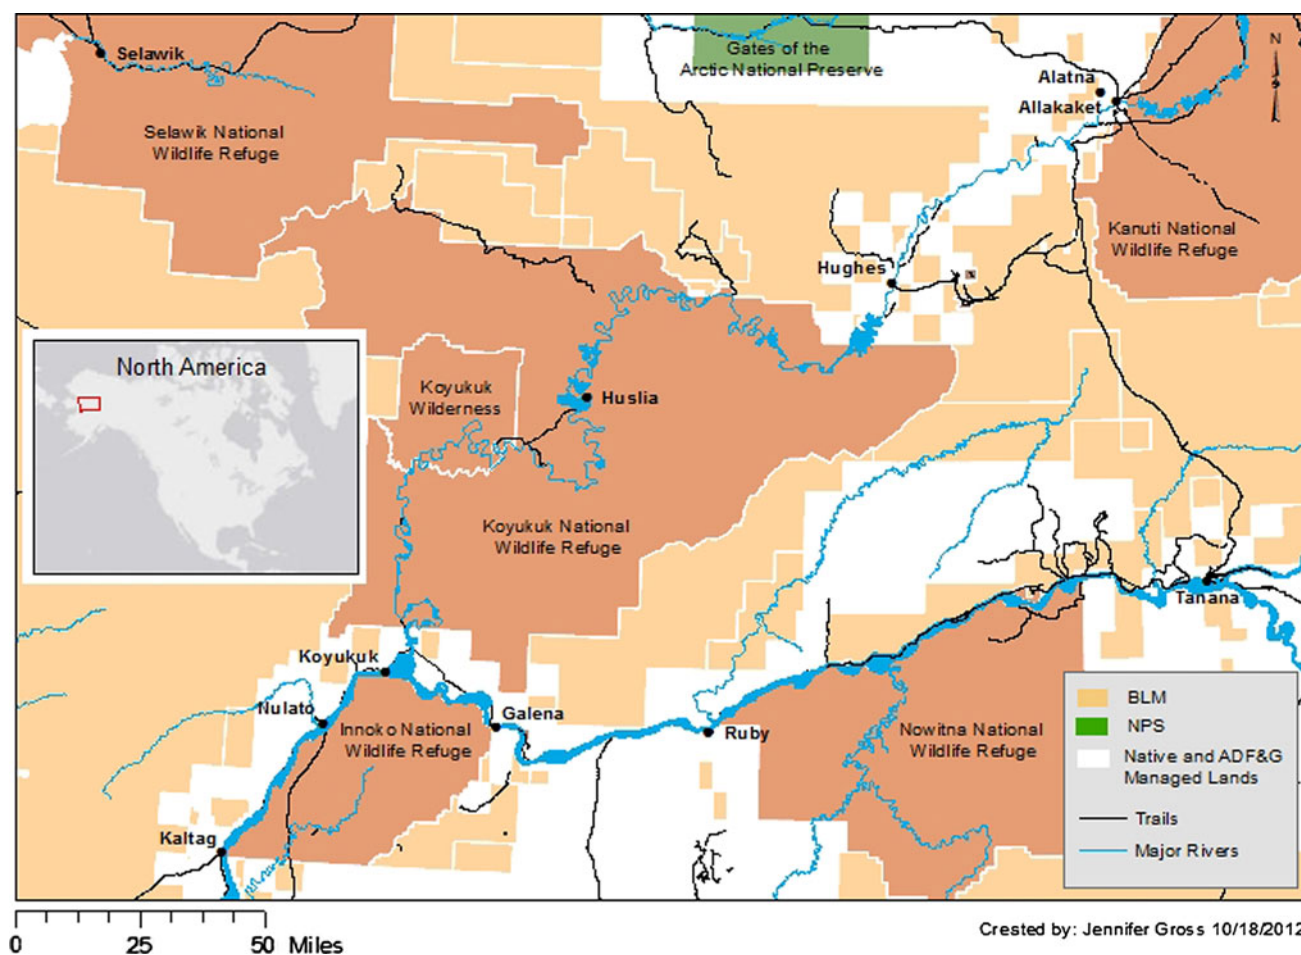 Selawik
Gates of the
Arctic National Preserve
N
Alatna
Allakaket
Selawik National
Wildlife Refuge
Kanuti National
Wildlife Refuge
Hughes
North America
Koyukuk
Wilderness
Huslia
Koyukuk National
Wildlife Refuge
Tanana
Koyukuk
Nulato
Galena
Innoko National
Wildlife Refuge
Ruby
Nowitna National
Wildlife Refuge
BLM
NPS
Native and ADF&G
Managed Lands
Kaltag
Trails
Major Rivers
0 25 50 Miles
Crested by: Jennifer Gross 10/18/2012